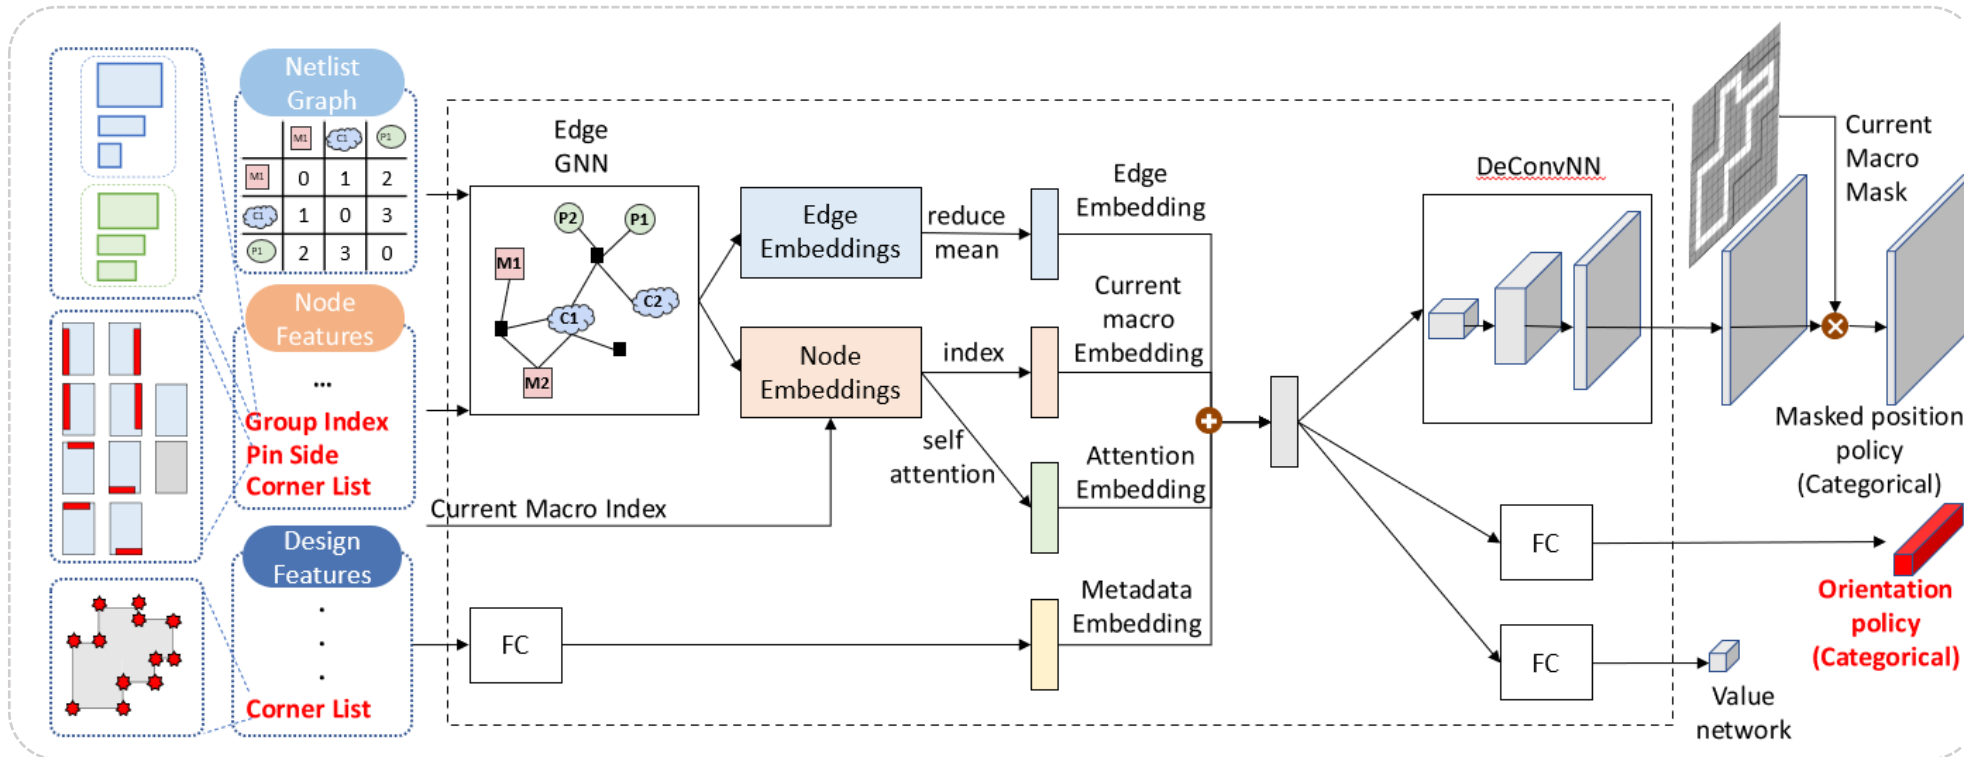 Netlist
Graph
M1 C1 P1
M1 0 1 2
C1 1 0 3
P1 2 3 0
Node
Features
...
Group Index
Pin Side
Corner List
Design
Features
.
.
.
Corner List
Edge
GNN
P2 P1
M1
C2
C1
M2
Current Macro Index
FC
Edge
Embeddings
Node
Embeddings
reduce
mean
index
self
attention
Edge
Embedding
Current
macro
Embedding
Attention
Embedding
Metadata
Embedding
DeConvNN
FC
FC
Current
Macro
Mask
Masked position
policy
(Categorical)
Orientation
policy
(Categorical)
Value
network